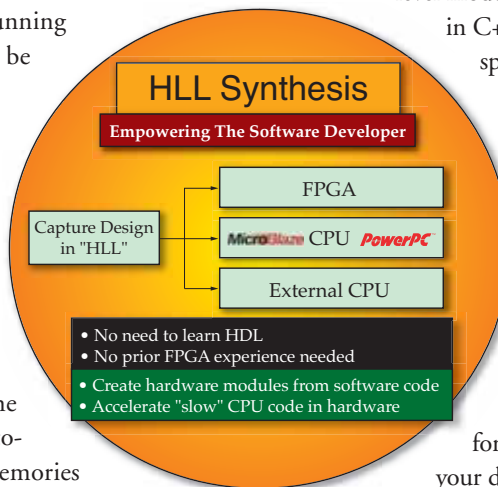 unning
be
in C+
sp
HLL Synthesis
Empowering The Software Developer
Capture Design
in "HLL"
FPGA
MicroBlaze CPU PowerPC™
External CPU
• No need to learn HDL
• No prior FPGA experience needed
• Create hardware modules from software code
• Accelerate "slow" CPU code in hardware
ne
o-
emories
for
your d